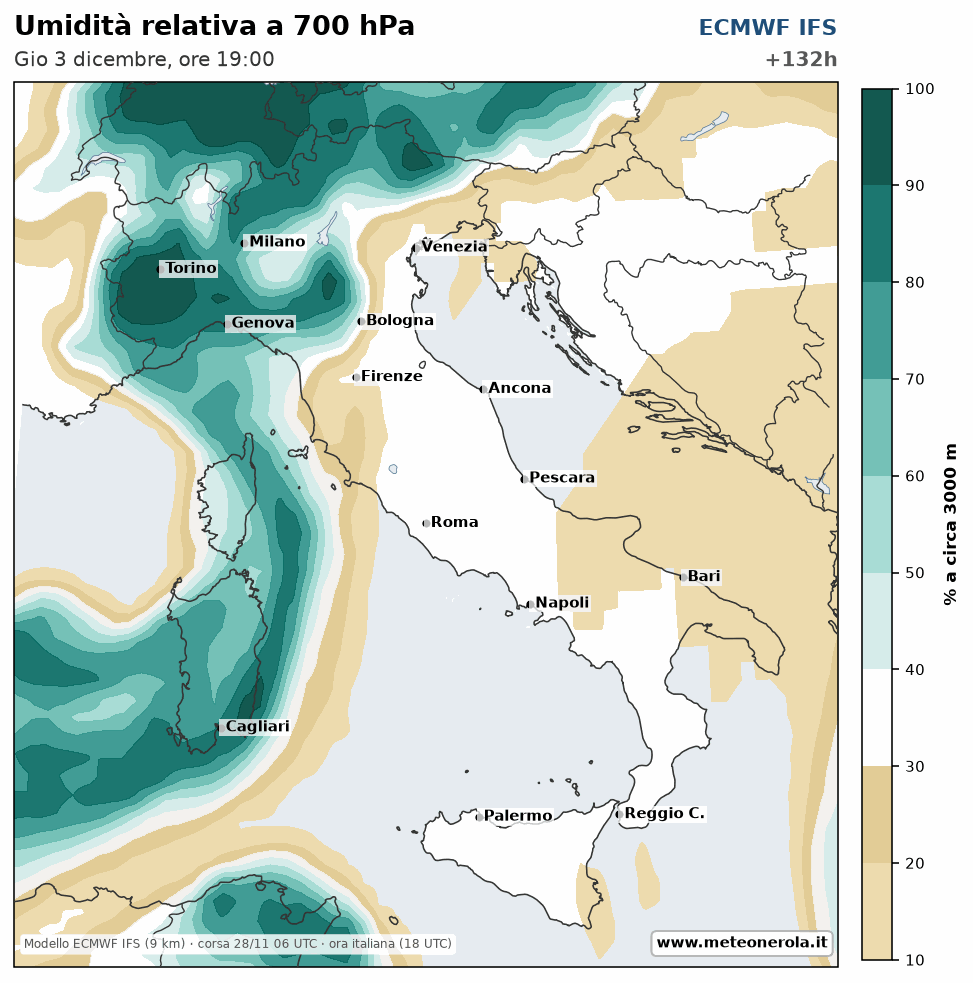 Umidità relativa a 700 hPa
ECMWF IFS
Gio 3 dicembre, ore 19:00
+132h
Milano
Venezia
Torino
Genova
Bologna
Firenze
Ancona
Pescara
Roma
Bari
Napoli
Cagliari
Palermo
Reggio C.
100
90
80
70
60
50
40
30
20
10
% a circa 3000 m
Modello ECMWF IFS (9 km) · corsa 28/11 06 UTC · ora italiana (18 UTC)
www.meteonerola.it